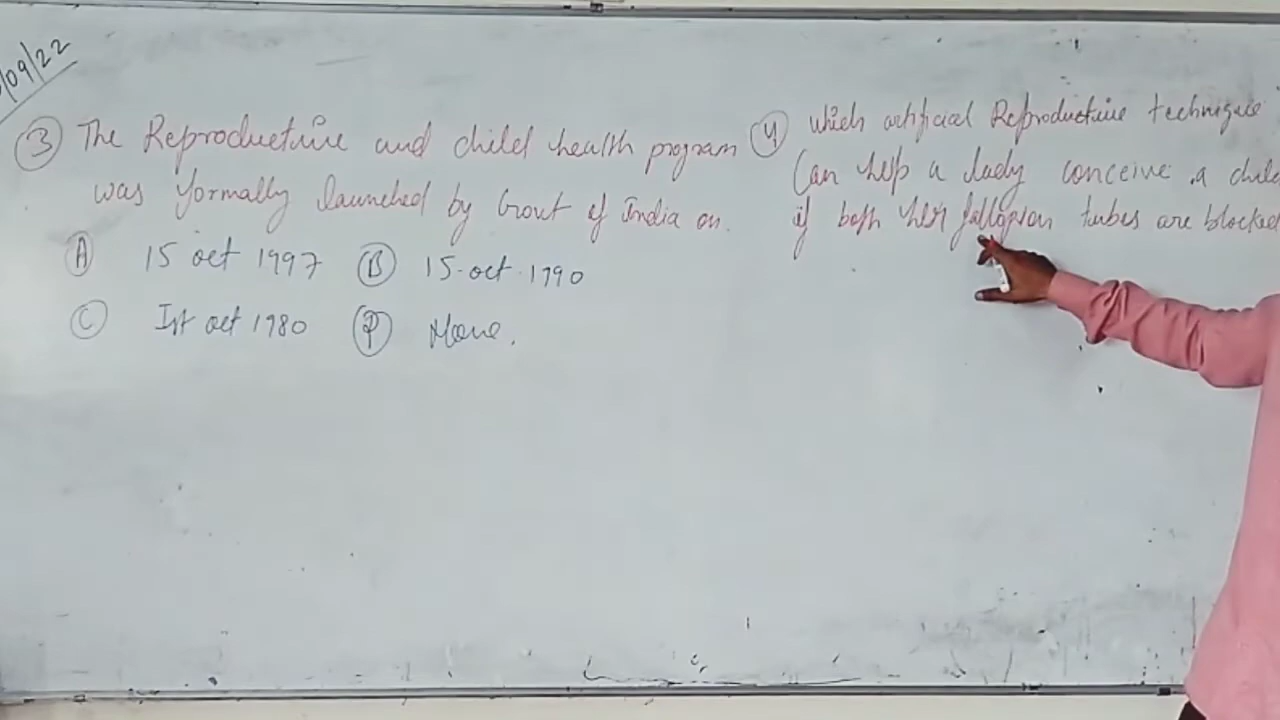 /09/22
③ The Reproductive and child health program
was formally launched by Govt of India on.
Ⓐ 15 oct 1997 Ⓑ 15-oct-1990
Ⓒ Ist oct 1980 Ⓓ None.
④ which artificial Reproductive technique
Can help a lady conceive a child
if both her fallopian tubes are blocked